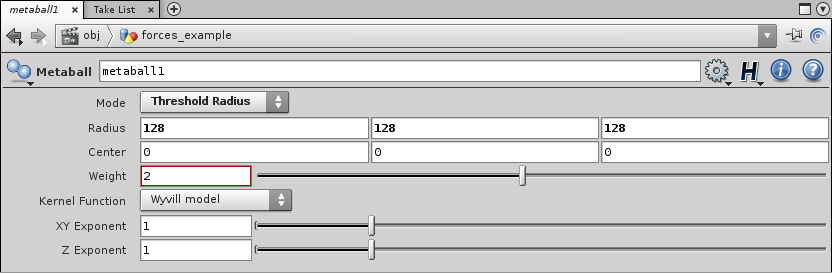 metaball1 × Take List ×
obj forces_example
Metaball metaball1 H i ?
Mode Threshold Radius
Radius 128 128 128
Center 0 0 0
Weight 2
Kernel Function Wyvill model
XY Exponent 1
Z Exponent 1